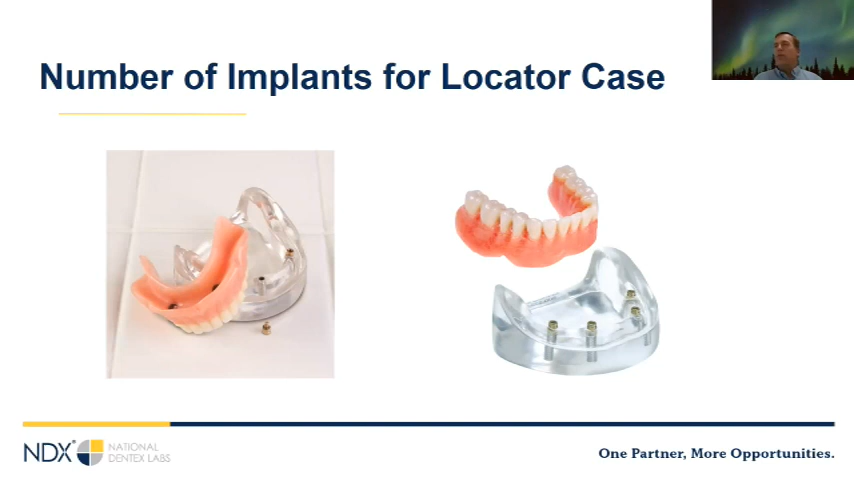 Number of Implants for Locator Case
NDX®
NATIONAL
DENTEX LABS
One Partner, More Opportunities.